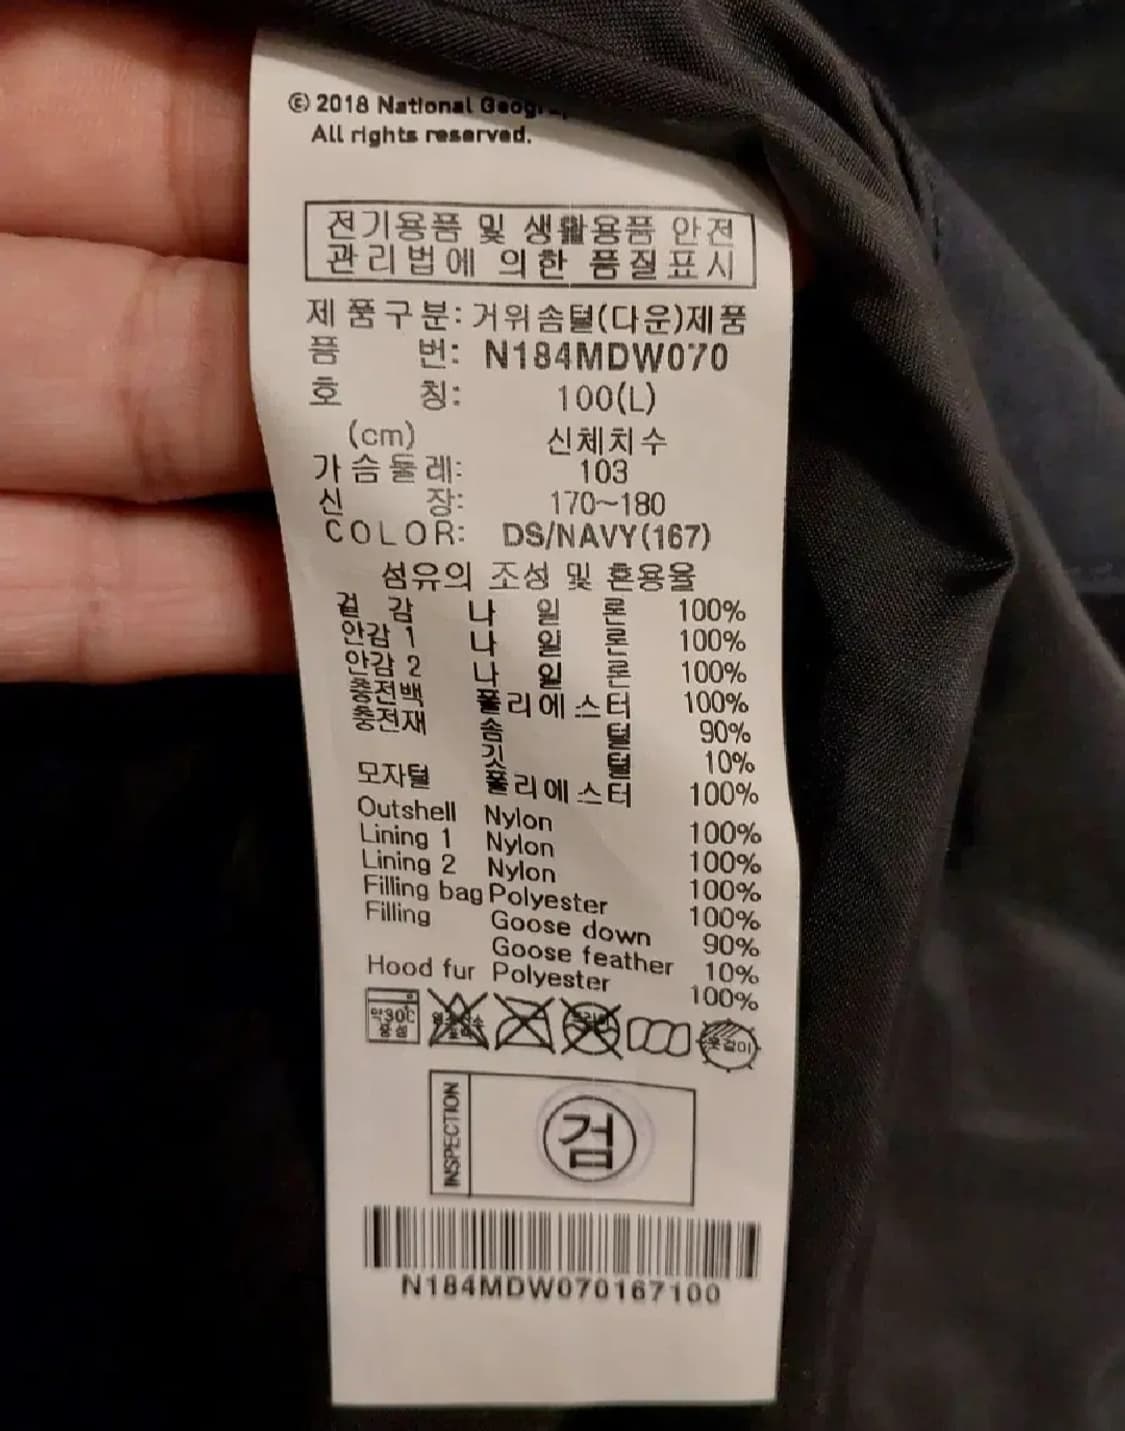 © 2018 National Geogr
All rights reserved.
전기용품 및 생활용품 안전
관리법에 의한 품질표시
제품구분: 거위솜털(다운)제품
품 번: N184MDW070
호 칭: 100(L)
(cm) 신체치수
가슴둘레: 103
신 장: 170~180
COLOR: DS/NAVY(167)
섬유의 조성 및 혼용율
겉 감 나 일 론 100%
안감 1 나 일 론 100%
안감 2 나 일 론 100%
충전백 폴리에스터 100%
충전재 솜 털 90%
깃 털 10%
모자털 폴리에스터 100%
Outshell Nylon 100%
Lining 1 Nylon 100%
Lining 2 Nylon 100%
Filling bag Polyester 100%
Filling Goose down 90%
Goose feather 10%
Hood fur Polyester 100%
약30℃
중성
옷걸이
INSPECTION
검
N184MDW070167100